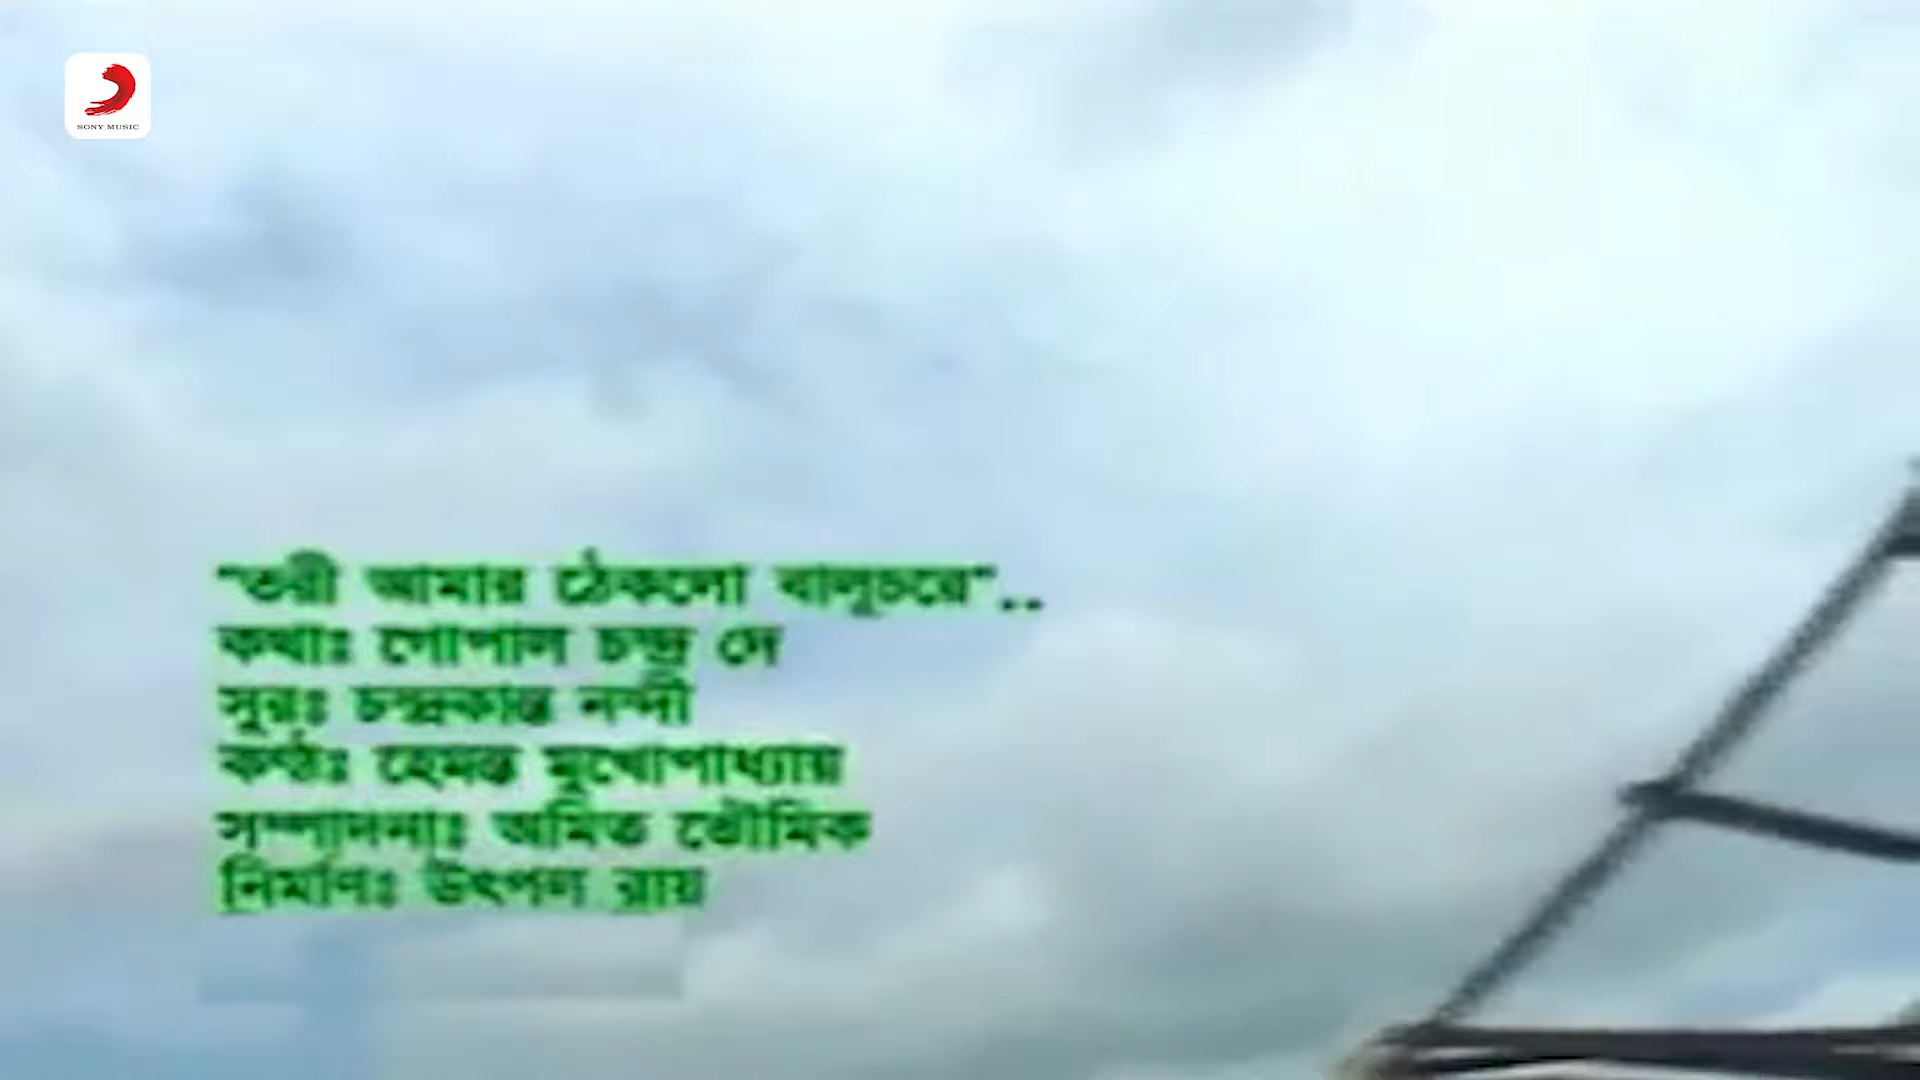 SONY MUSIC
"তরী আমার ঠেকলো বালুচরে"..
কথাঃ গোপাল চন্দ্র দে
সুরঃ চন্দ্রকান্ত নন্দী
কণ্ঠঃ হেমন্ত মুখোপাধ্যায়
সম্পাদনাঃ অমিত ভৌমিক
নির্মাণঃ উৎপল রায়